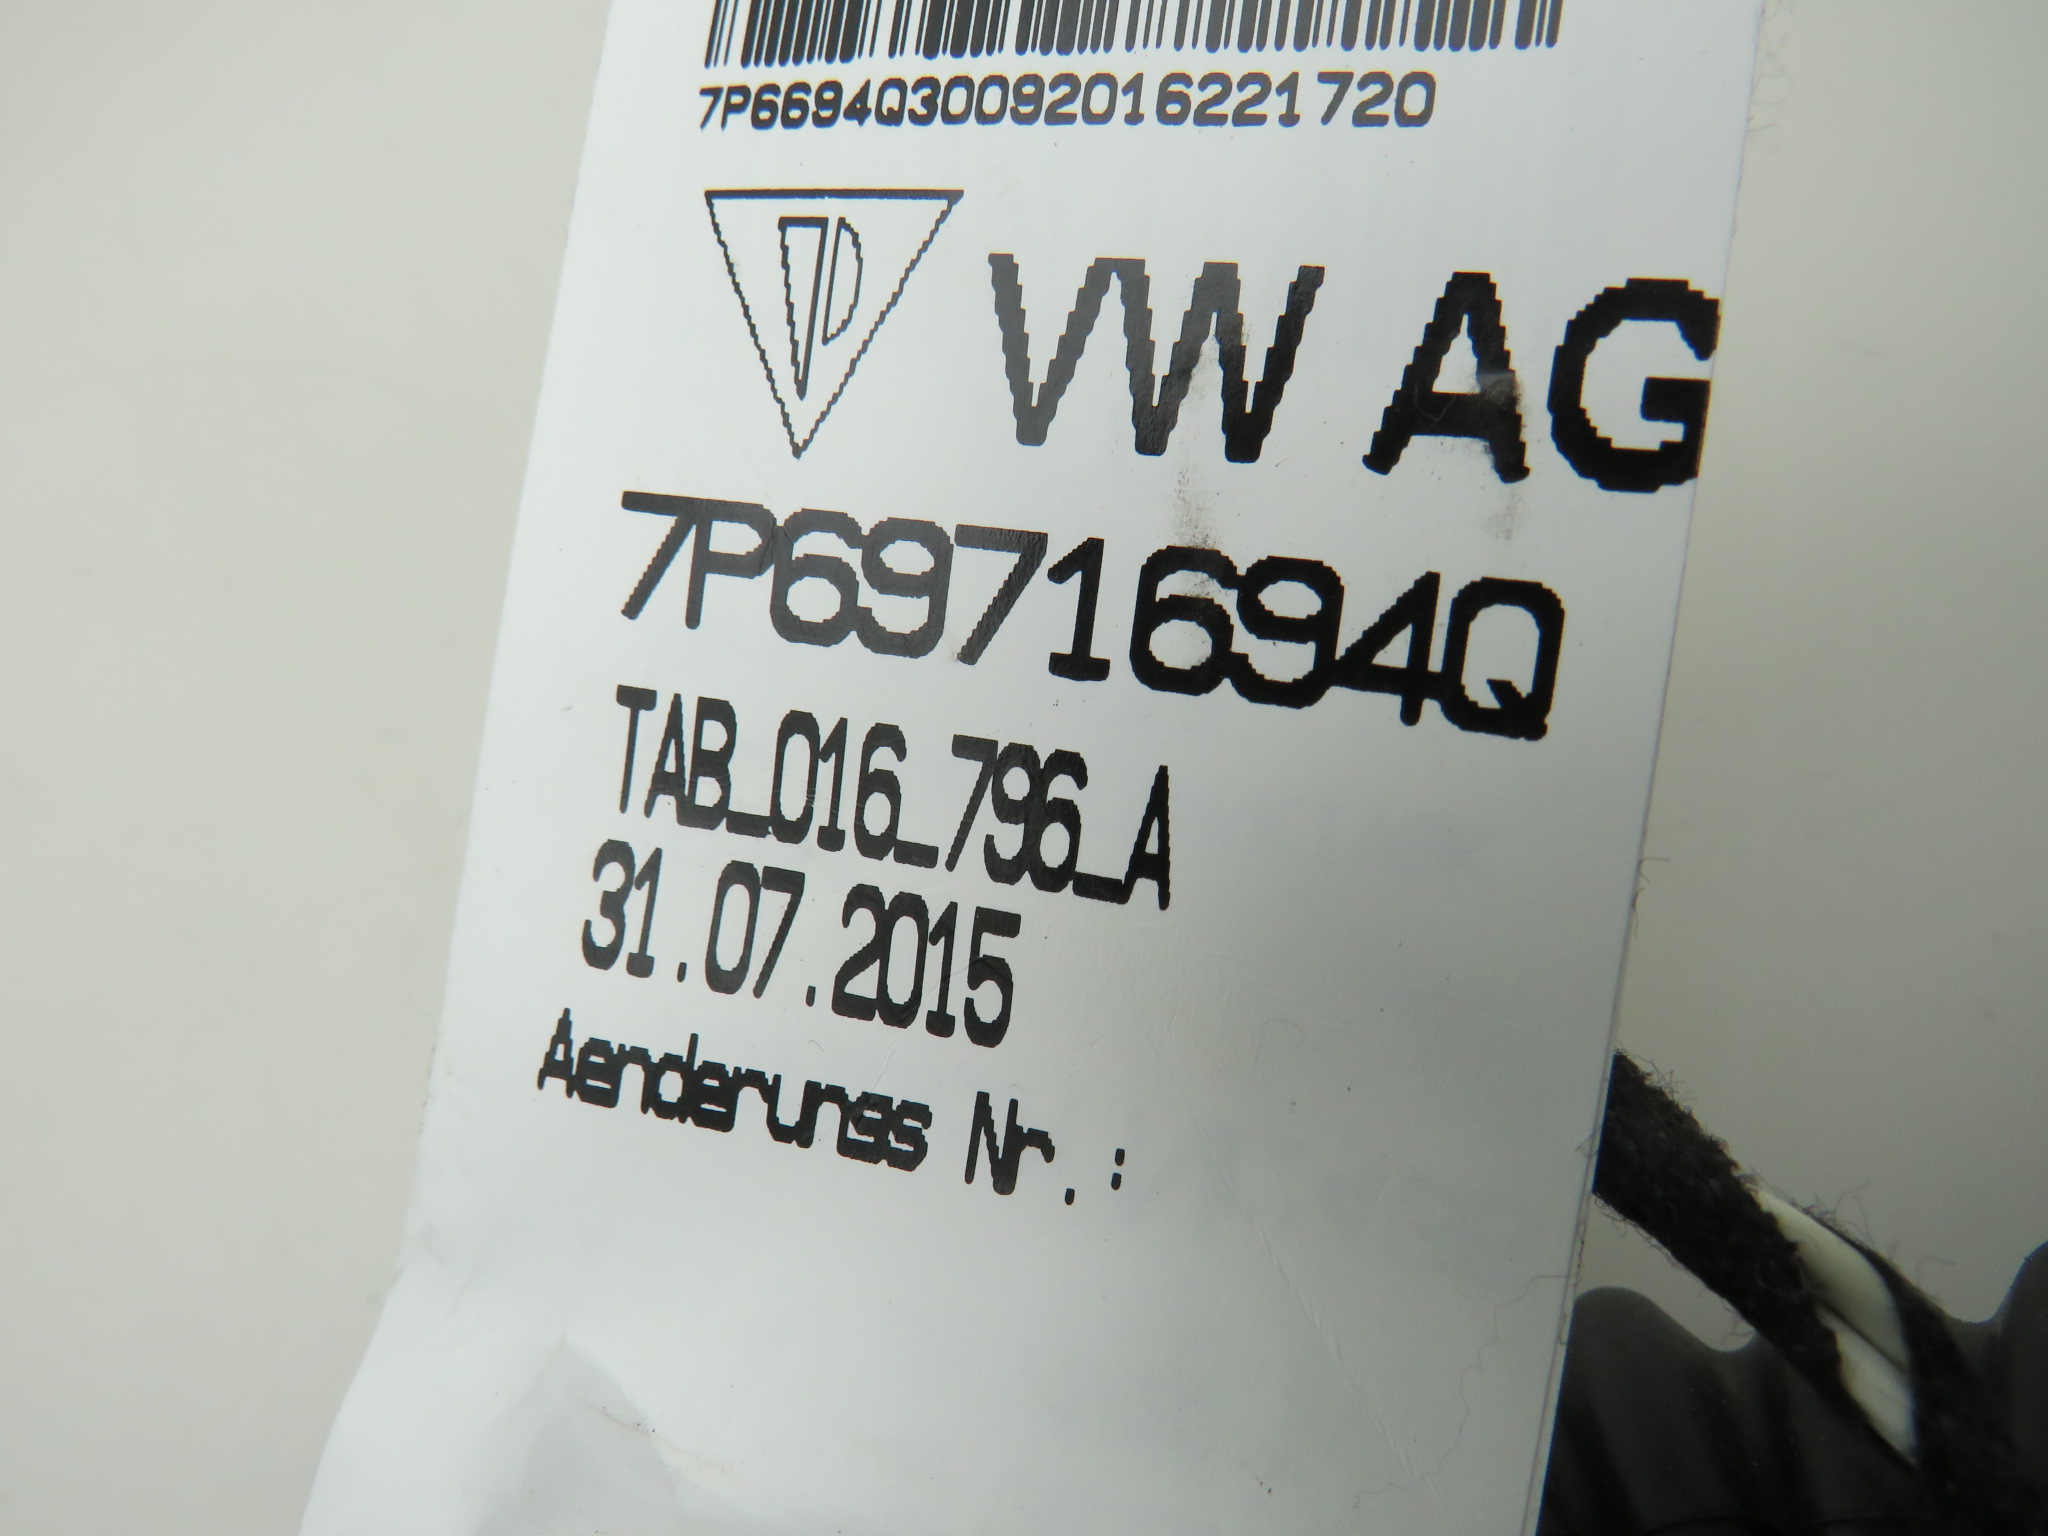 7P6694Q30092016221720
VW AG
7P6971694Q
TAB_016_796_A
31.07.2015
Aenderungs Nr.: